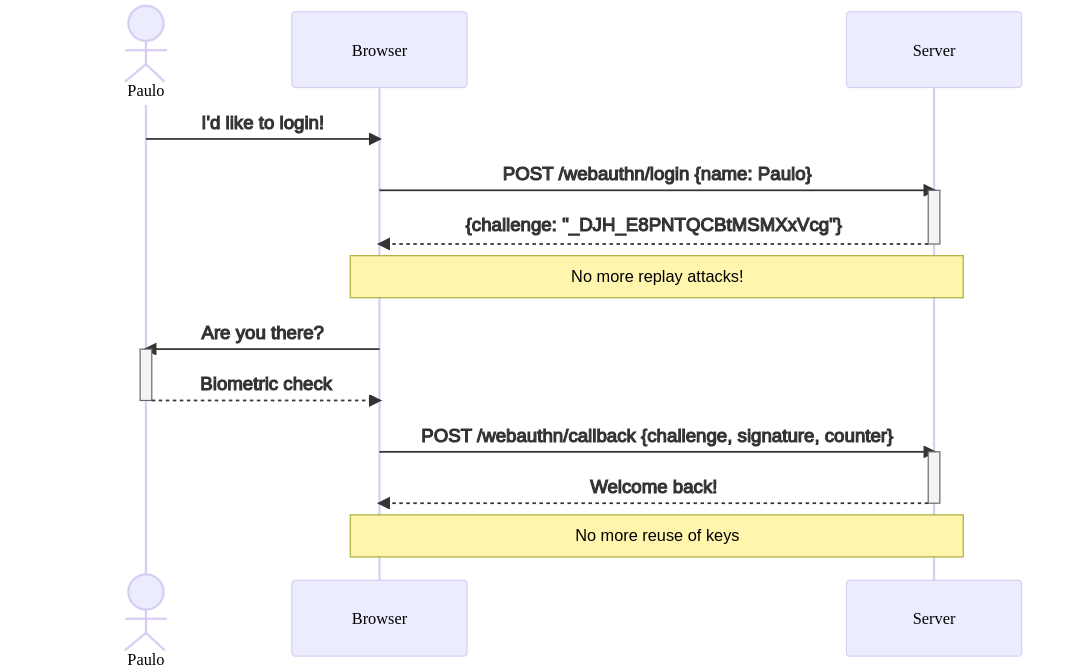 Browser
Server
Paulo
I'd like to login!
POST /webauthn/login {name: Paulo}
{challenge: "_DJH_E8PNTQCBtMSMXxVcg"}
No more replay attacks!
Are you there?
Biometric check
POST /webauthn/callback {challenge, signature, counter}
Welcome back!
No more reuse of keys
Browser
Server
Paulo